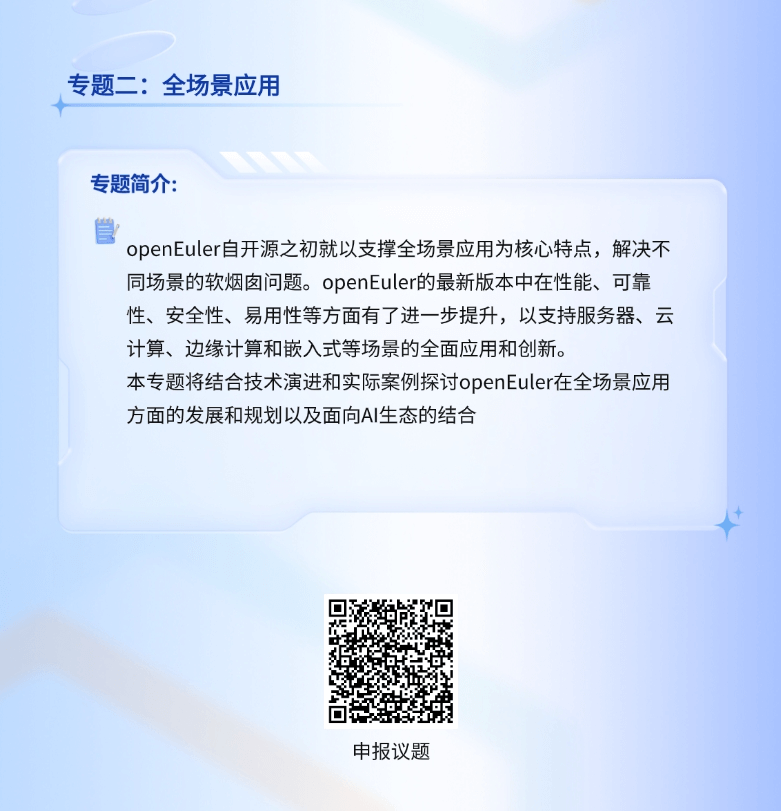 专题二：全场景应用
专题简介:
openEuler自开源之初就以支撑全场景应用为核心特点，解决不
同场景的软烟囱问题。openEuler的最新版本中在性能、可靠
性、安全性、易用性等方面有了进一步提升，以支持服务器、云
计算、边缘计算和嵌入式等场景的全面应用和创新。
本专题将结合技术演进和实际案例探讨openEuler在全场景应用
方面的发展和规划以及面向AI生态的结合
申报议题